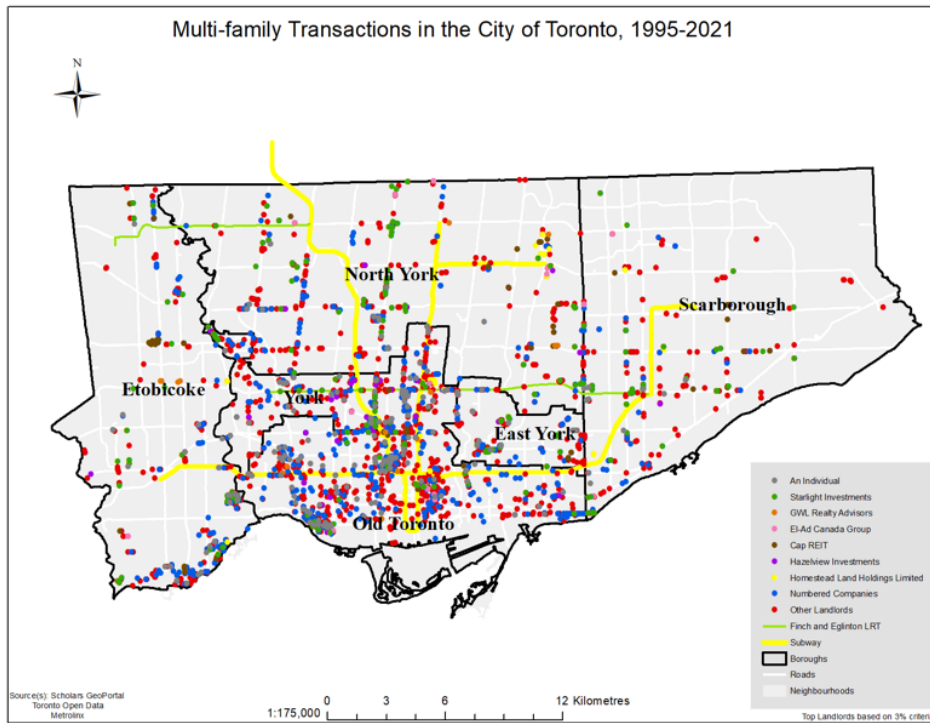 Multi-family Transactions in the City of Toronto, 1995-2021
N
North York
Scarborough
Etobicoke
York
East York
Old Toronto
An Individual
Starlight Investments
GWL Realty Advisors
El-Ad Canada Group
Cap REIT
Hazelview Investments
Homestead Land Holdings Limited
Numbered Companies
Other Landlords
Finch and Eglinton LRT
Subway
Boroughs
Roads
Neighbourhoods
Source(s): Scholars GeoPortal
Toronto Open Data
Metrolinx
0 3 6 12 Kilometres
1:175,000
Top Landlords based on 3% criteri